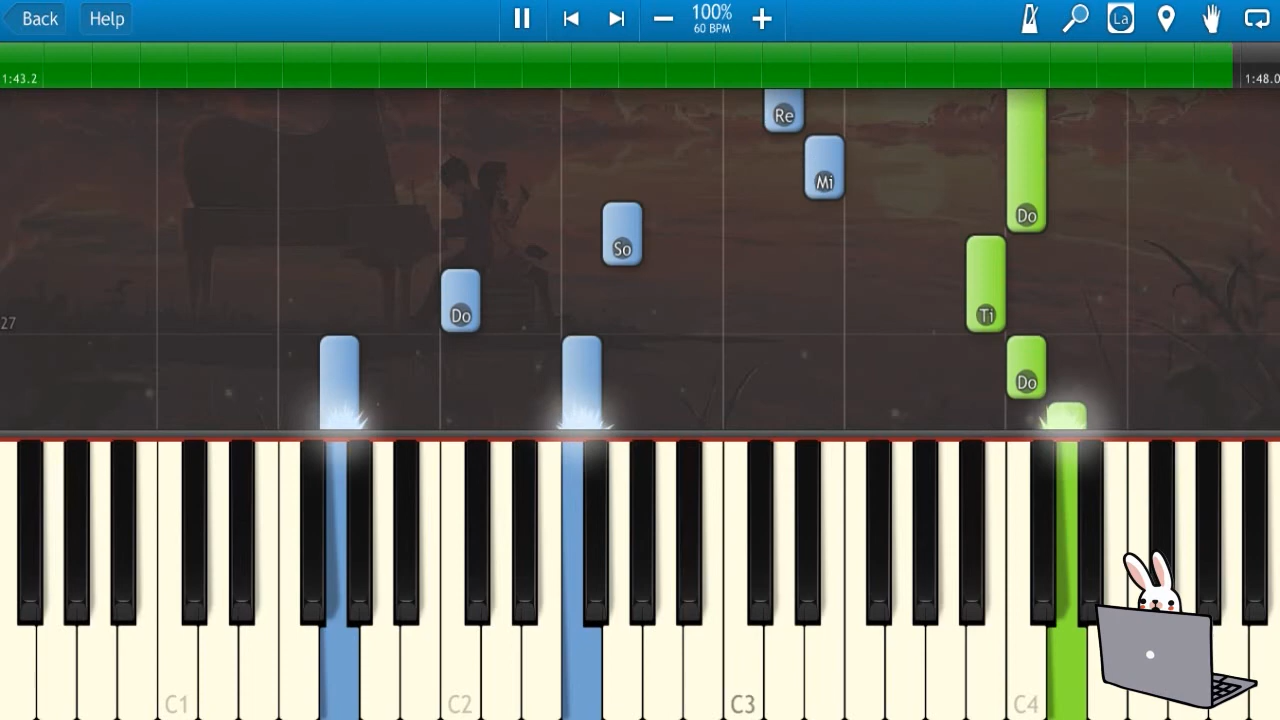 Back
Help
100%
60 BPM
La
1:43.2
1:48.0
Re
Mi
Do
So
Do
Ti
27
Do
C1
C2
C3
C4